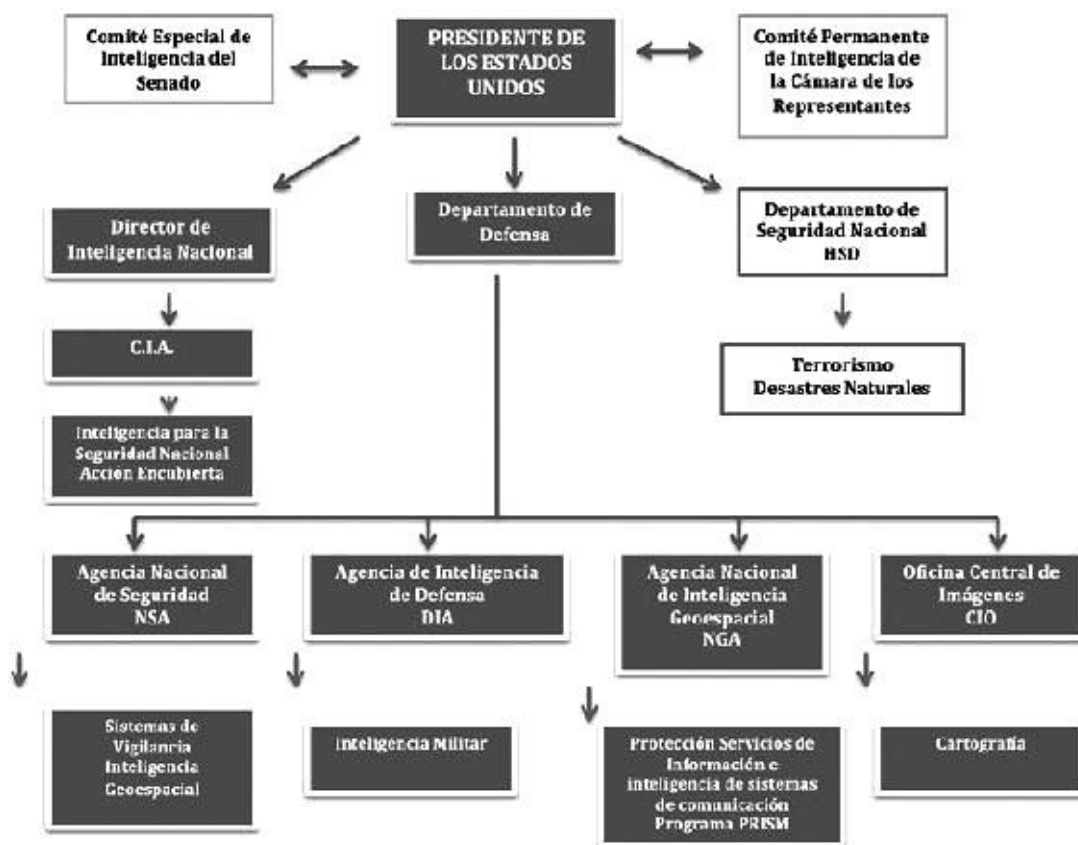 Comité Especial de
Inteligencia del
Senado
PRESIDENTE DE
LOS ESTADOS
UNIDOS
Comité Permanente
de Inteligencia de
la Cámara de los
Representantes
Director de
Inteligencia Nacional
Departamento de
Defensa
Departamento de
Seguridad Nacional
HSD
C.I.A.
Terrorismo
Desastres Naturales
Inteligencia para la
Seguridad Nacional
Acción Encubierta
Agencia Nacional
de Seguridad
NSA
Agencia de Inteligencia
de Defensa
DIA
Agencia Nacional
de Inteligencia
Geoespacial
NGA
Oficina Central de
Imágenes
CIO
Sistemas de
Vigilancia
Inteligencia
Geoespacial
Inteligencia Militar
Protección Servicios de
Información e
inteligencia de sistemas
de comunicación
Programa PRISM
Cartografía